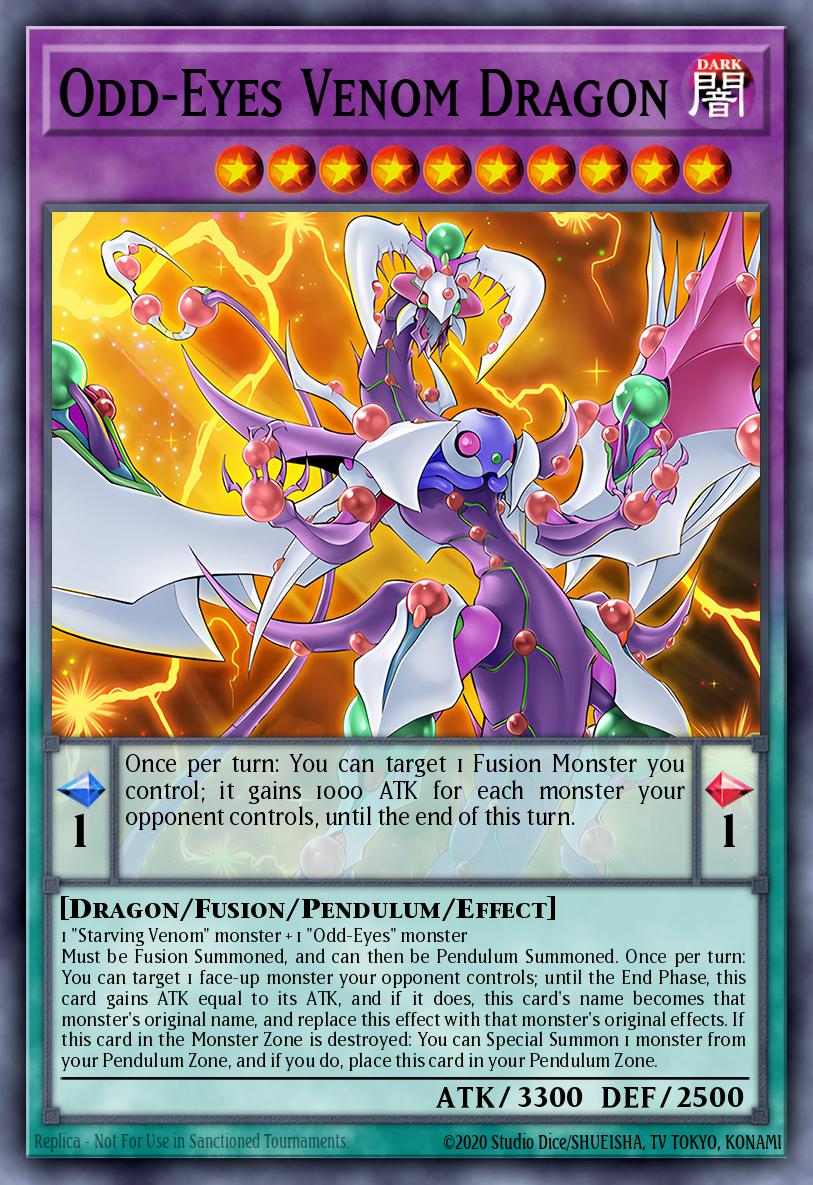 Odd-Eyes Venom Dragon
DARK
闇
Once per turn: You can target 1 Fusion Monster you
control; it gains 1000 ATK for each monster your
opponent controls, until the end of this turn.
1
1
[Dragon/Fusion/Pendulum/Effect]
1 "Starving Venom" monster + 1 "Odd-Eyes" monster
Must be Fusion Summoned, and can then be Pendulum Summoned. Once per turn:
You can target 1 face-up monster your opponent controls; until the End Phase, this
card gains ATK equal to its ATK, and if it does, this card's name becomes that
monster's original name, and replace this effect with that monster's original effects. If
this card in the Monster Zone is destroyed: You can Special Summon 1 monster from
your Pendulum Zone, and if you do, place this card in your Pendulum Zone.
ATK/3300 DEF/2500
Replica - Not For Use in Sanctioned Tournaments.
©2020 Studio Dice/SHUEISHA, TV TOKYO, KONAMI